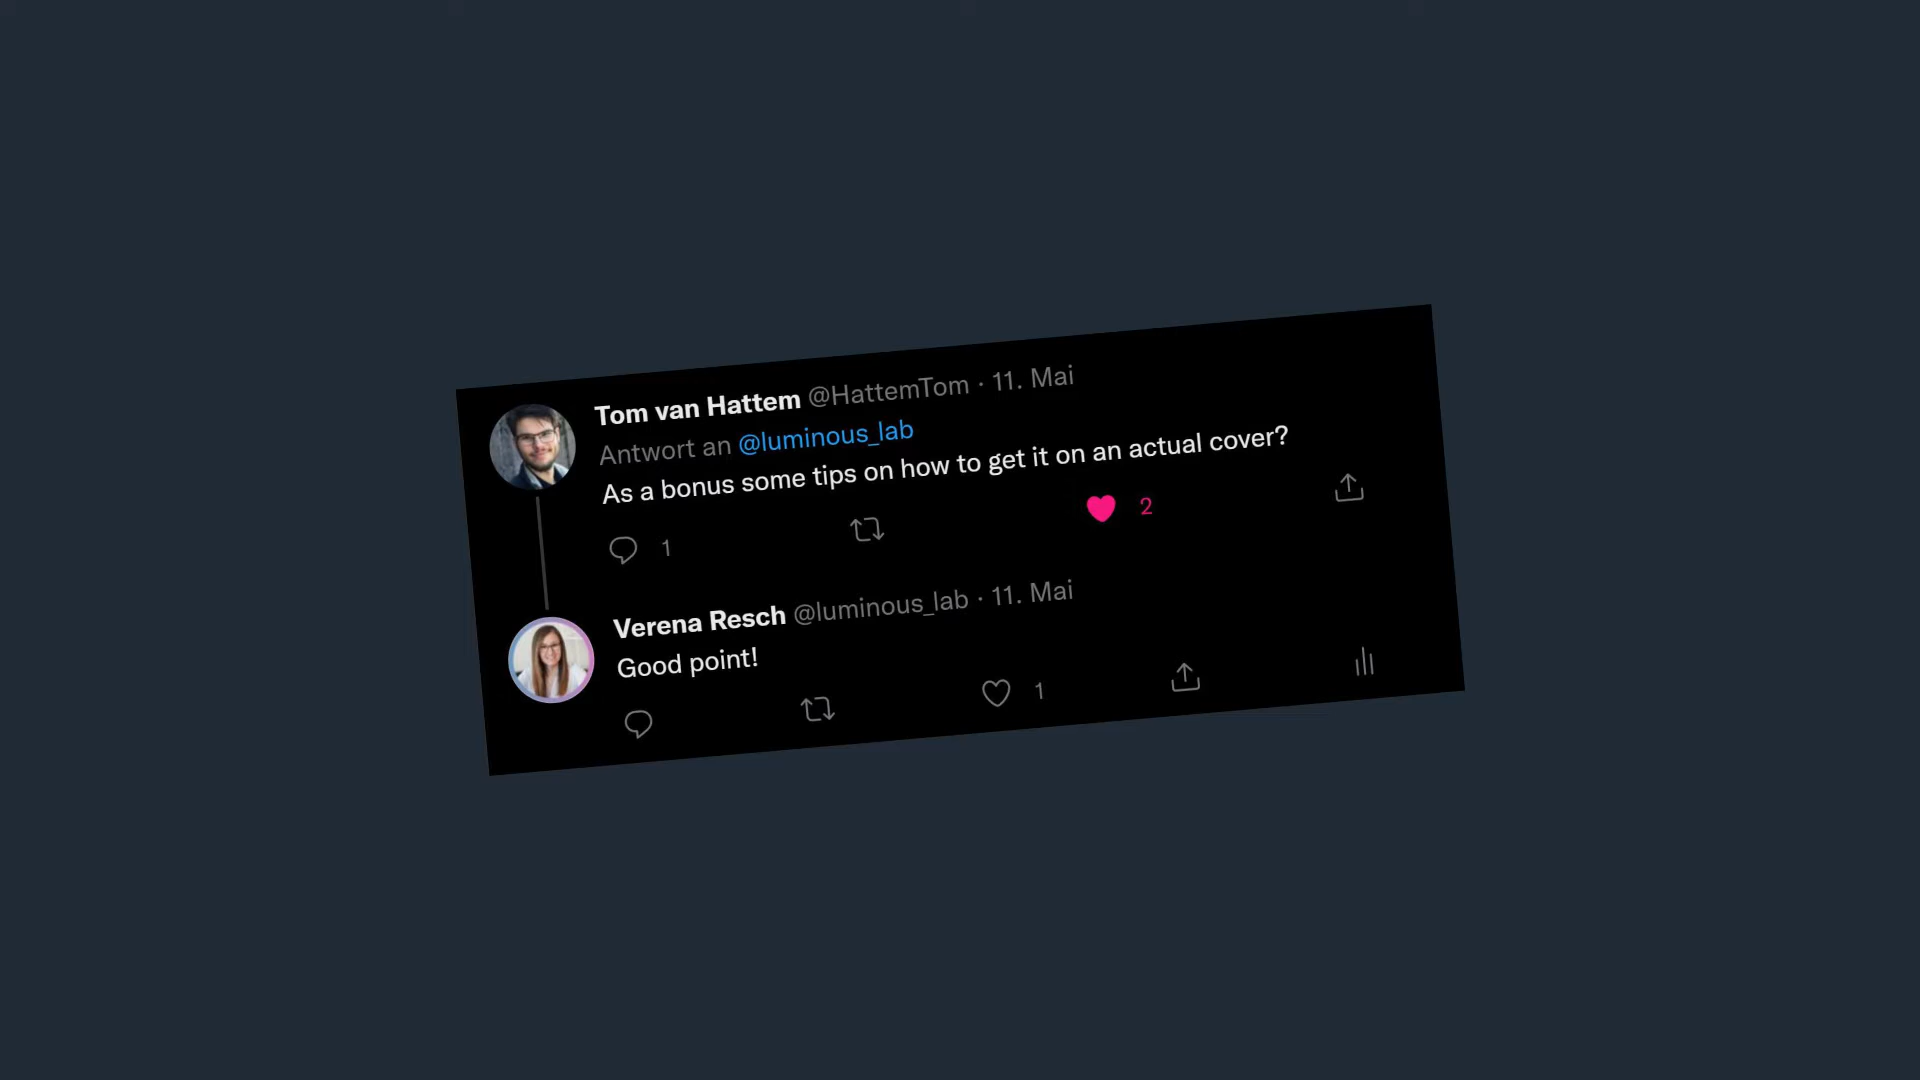 Tom van Hattem @HattemTom · 11. Mai
Antwort an @luminous_lab
As a bonus some tips on how to get it on an actual cover?
1 2
Verena Resch @luminous_lab · 11. Mai
Good point!
1